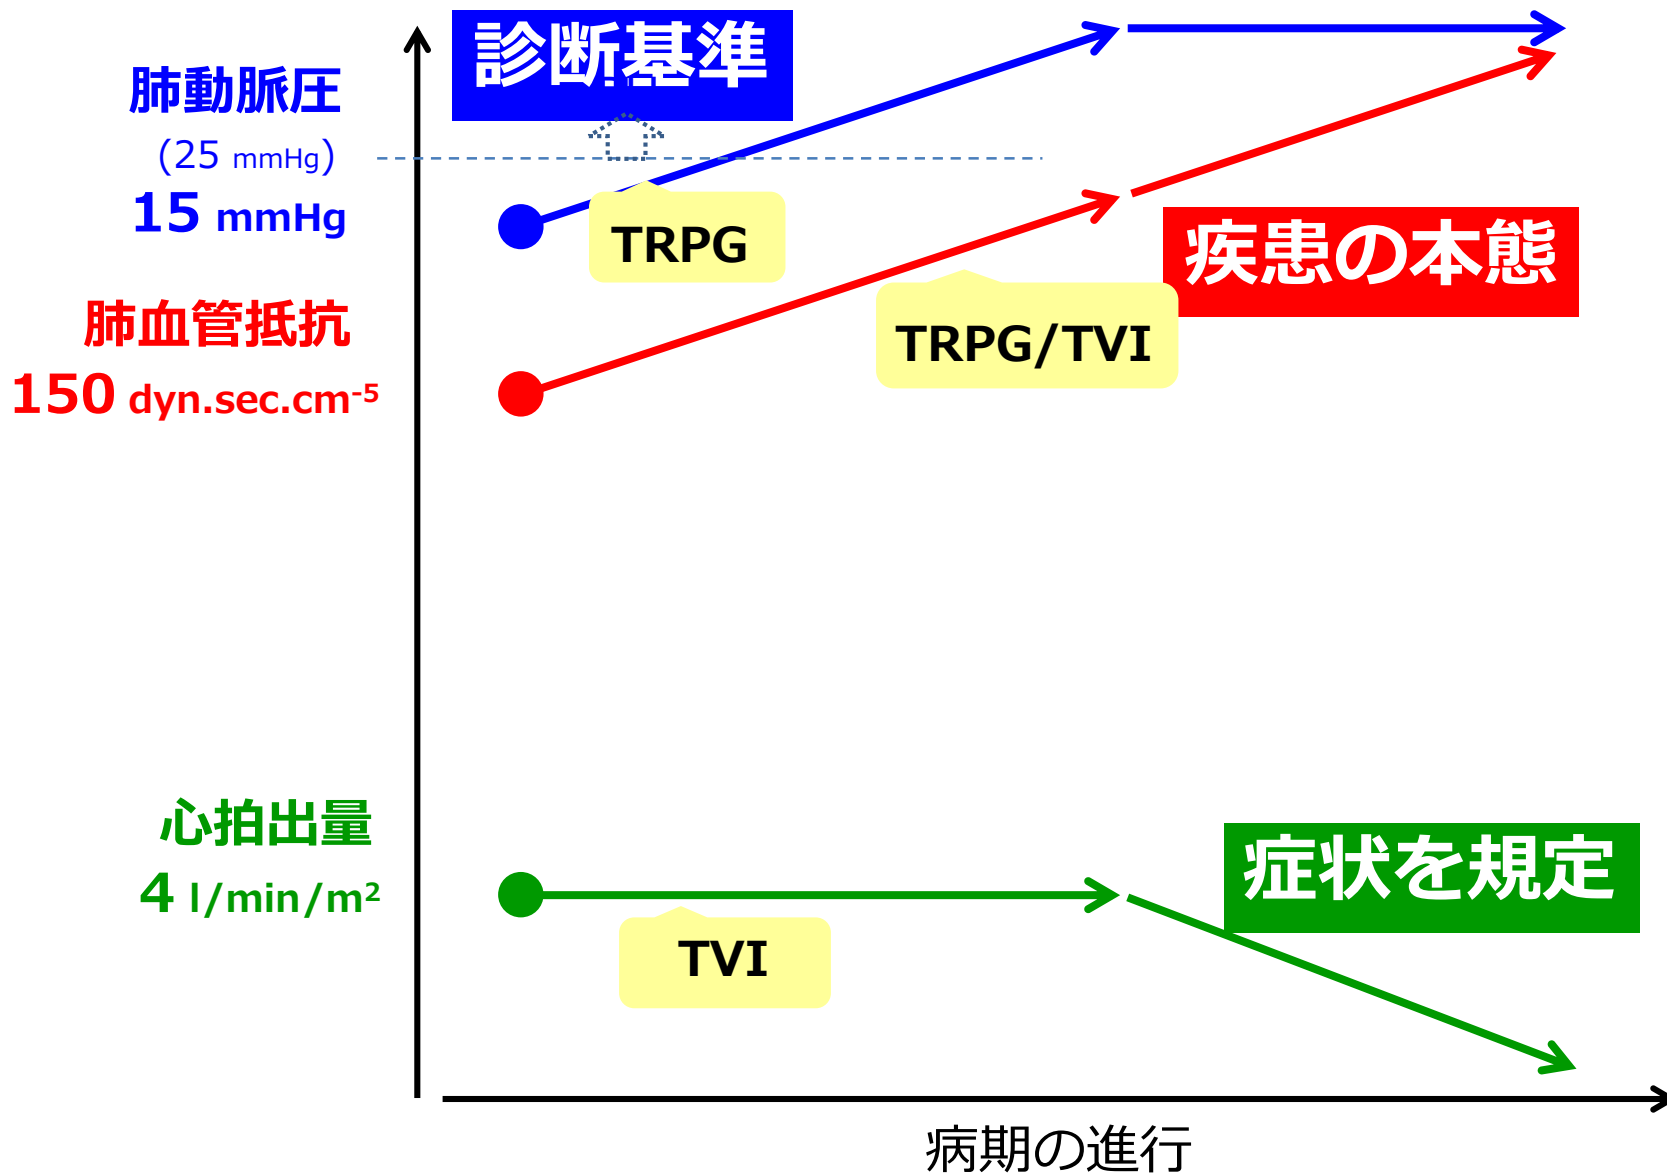 診断基準
肺動脈圧
(25 mmHg)
15 mmHg
TRPG
疾患の本態
肺血管抵抗
TRPG/TVI
150 dyn.sec.cm-5
心拍出量
症状を規定
4 l/min/m2
TVI
病期の進行